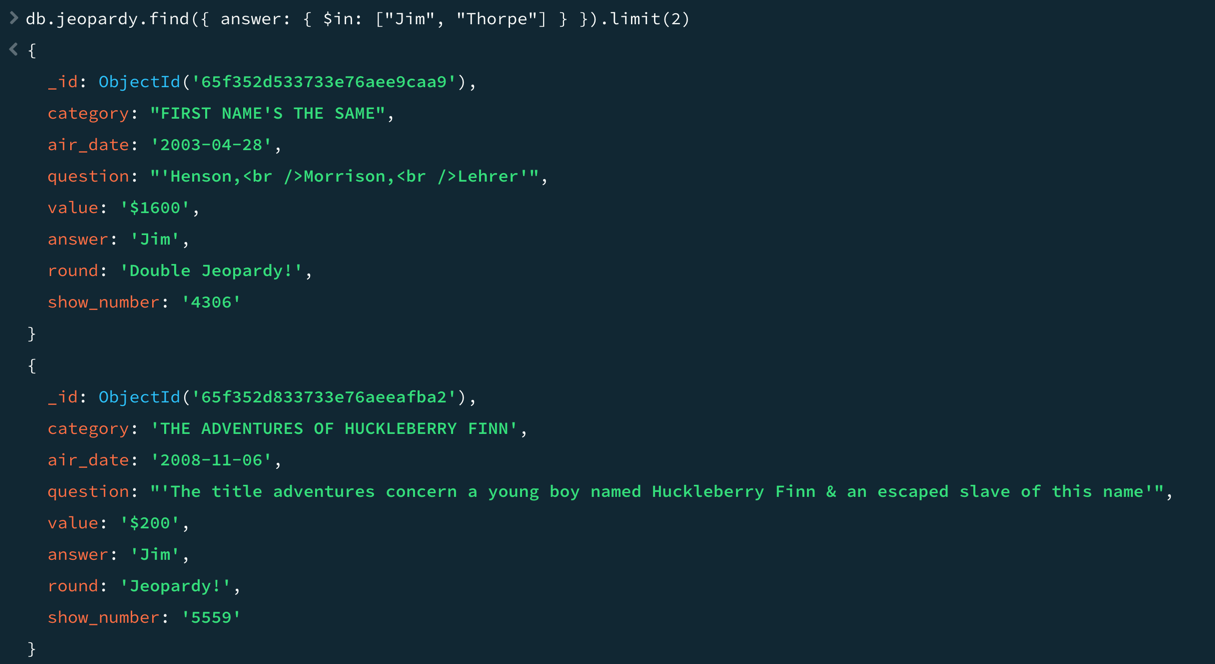 db.jeopardy.find({ answer: { $in: ["Jim", "Thorpe"] } }).limit(2)
{
_id: ObjectId('65f352d533733e76aee9caa9'),
category: "FIRST NAME'S THE SAME",
air_date: '2003-04-28',
question: "'Henson,<br />Morrison,<br />Lehrer'",
value: '$1600',
answer: 'Jim',
round: 'Double Jeopardy!',
show_number: '4306'
}
{
_id: ObjectId('65f352d833733e76aeeafba2'),
category: 'THE ADVENTURES OF HUCKLEBERRY FINN',
air_date: '2008-11-06',
question: "'The title adventures concern a young boy named Huckleberry Finn & an escaped slave of this name'",
value: '$200',
answer: 'Jim',
round: 'Jeopardy!',
show_number: '5559'
}